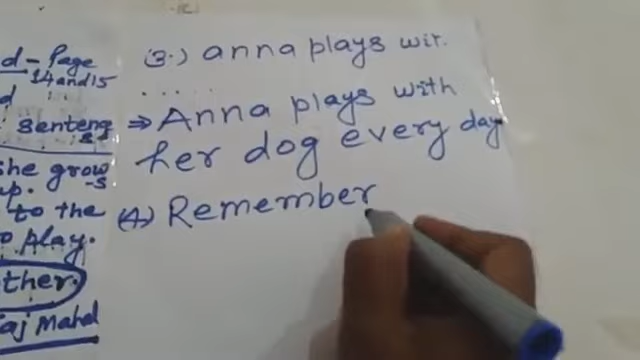 d - Page
14 and 15
d
senteng
s
she grow
-s
up.
to the
o play.
ther.
aj Mahal
(3.) anna plays wit.
.....
⇒ Anna plays with
her dog every day
(4) Remember